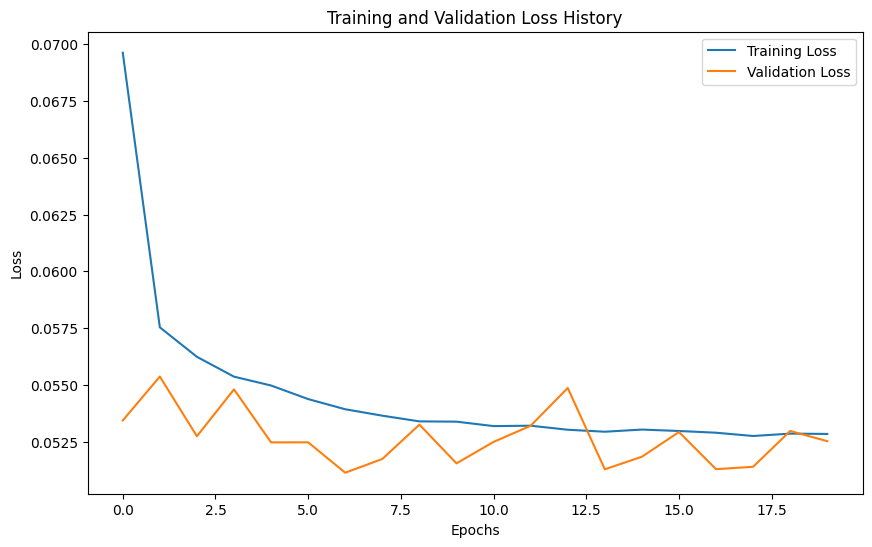 Training and Validation Loss History
Training Loss
Validation Loss
0.0700
0.0675
0.0650
0.0625
0.0600
0.0575
0.0550
0.0525
Loss
0.0 2.5 5.0 7.5 10.0 12.5 15.0 17.5
Epochs